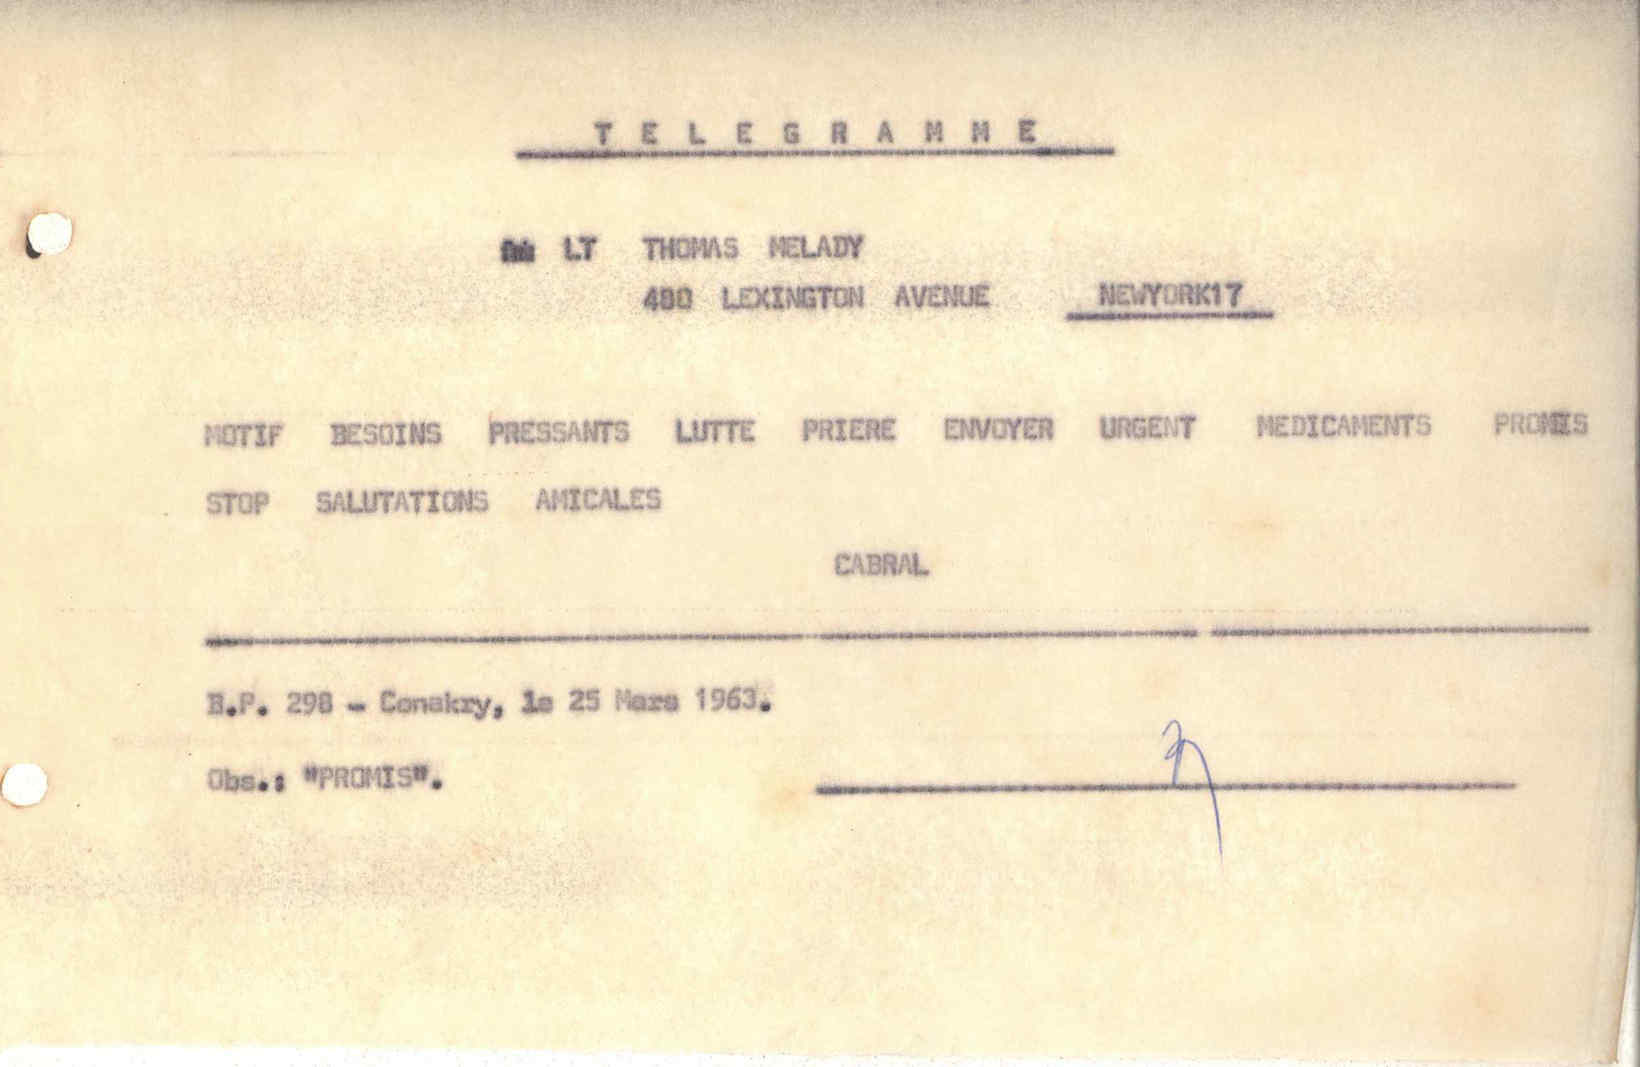 T E L E G R A M M E
LT THOMAS MELADY
480 LEXINGTON AVENUE NEWYORK17
MOTIF BESOINS PRESSANTS LUTTE PRIERE ENVOYER URGENT MEDICAMENTS PROMIS
STOP SALUTATIONS AMICALES
CABRAL
B.P. 298 - Conakry, le 25 Mars 1963.
Obs.: "PROMIS".